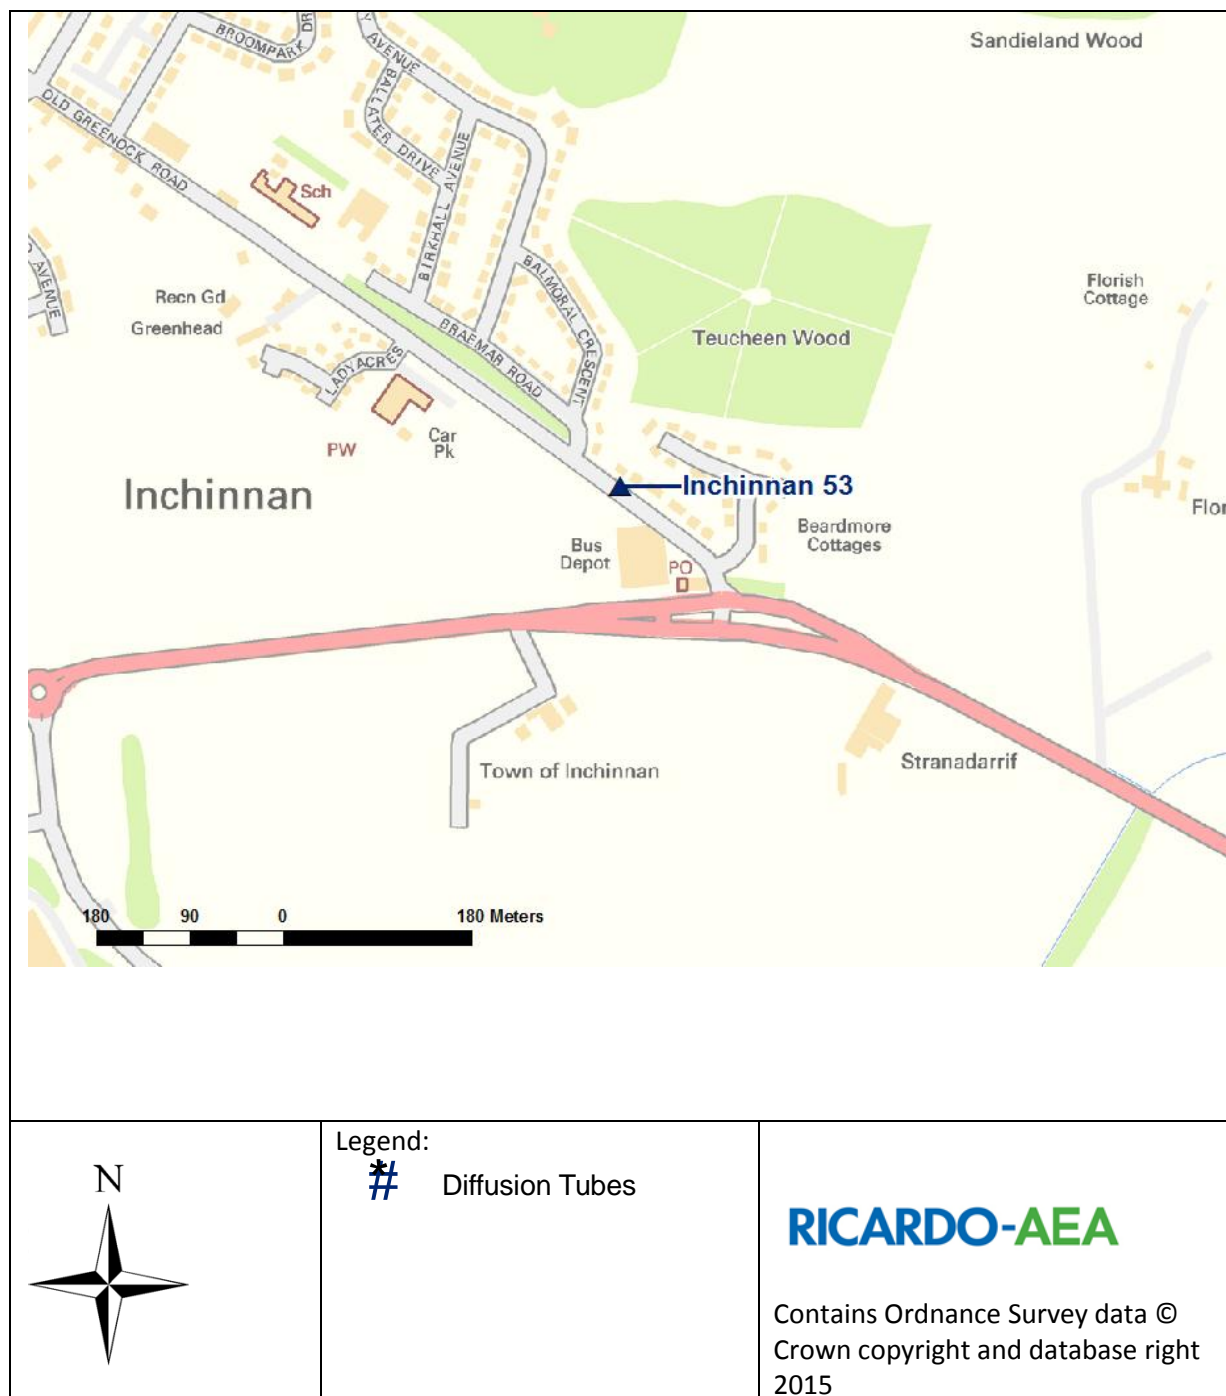 BROOMPARK DR
Y AVENUE
Sandieland Wood
BALLATER DRIVE
OLD GREENOCK ROAD
BIRKHALL AVENUE
Sch
AVENUE
BALMORAL CRESCENT
Recn Gd
Greenhead
Florish
Cottage
BRAEMAR ROAD
Teucheen Wood
LADYACRES
Car
Pk
PW
Inchinnan
Inchinnan 53
Flor
Beardmore
Cottages
Bus
Depot
PO
Town of Inchinnan
Stranadarrif
180 90 0 180 Meters
N
Legend:
*
# Diffusion Tubes
RICARDO-AEA
Contains Ordnance Survey data ©
Crown copyright and database right
2015